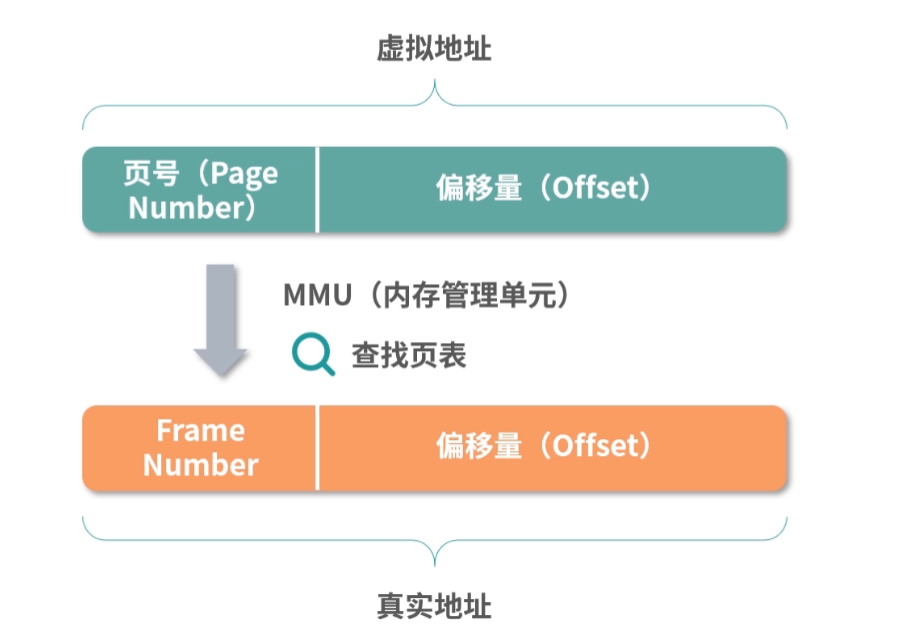 虚拟地址
页号（Page
Number）
偏移量（Offset）
MMU（内存管理单元）
查找页表
Frame
Number
偏移量（Offset）
真实地址